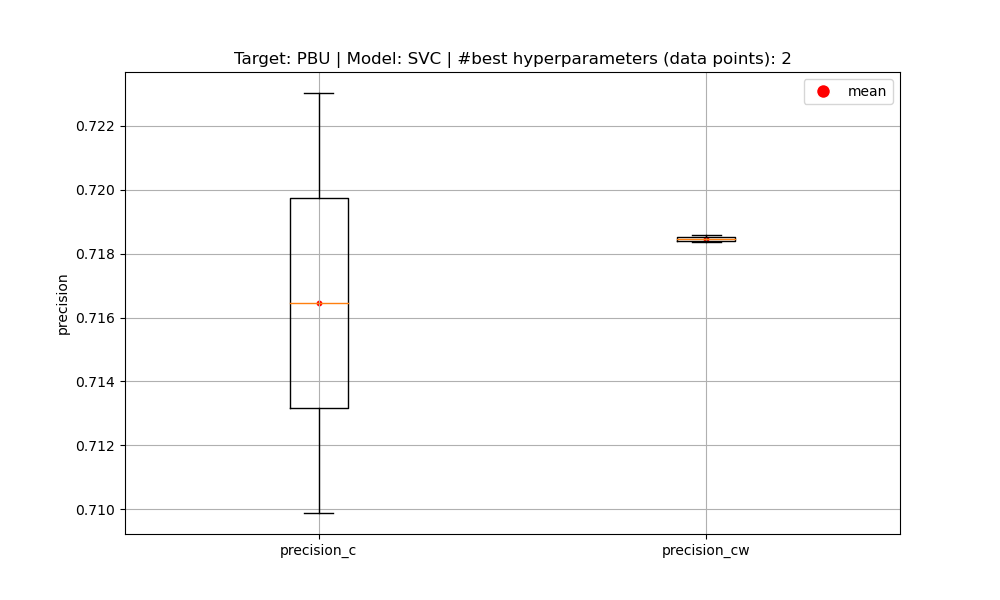 Target: PBU | Model: SVC | #best hyperparameters (data points): 2
mean
0.722
0.720
0.718
0.716
0.714
0.712
0.710
precision
precision_c
precision_cw